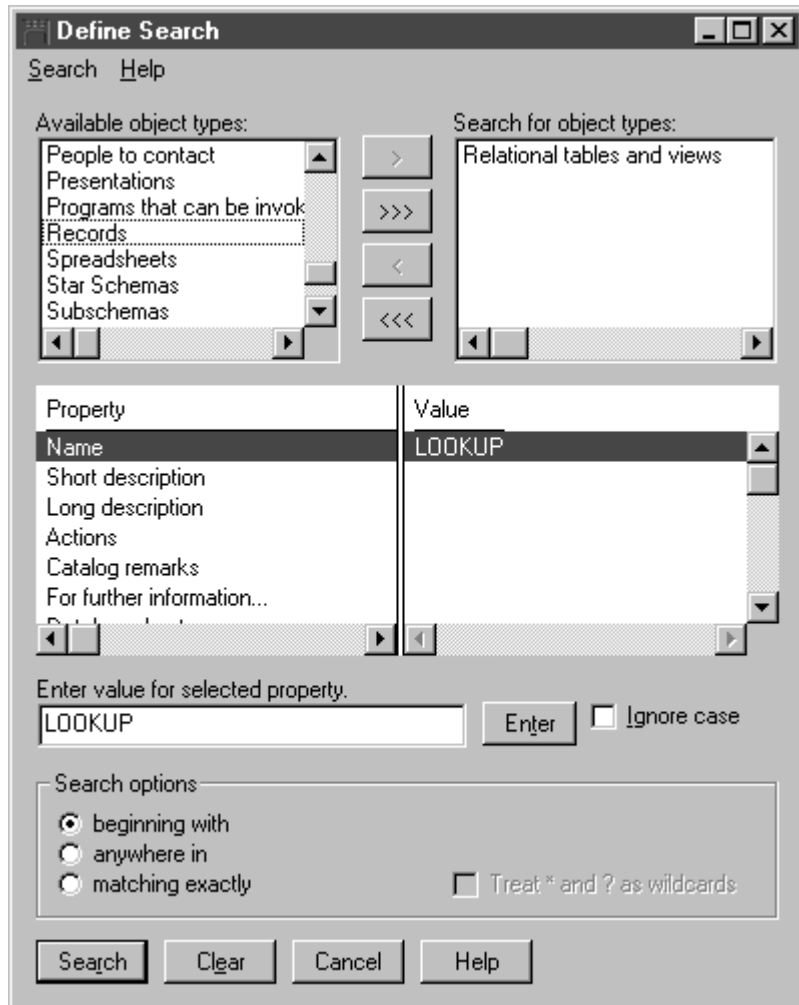 Define Search
Search Help
Available object types:
Search for object types:
People to contact
Presentations
Programs that can be invok
Records
Spreadsheets
Star Schemas
Subschemas
>
>>>
<
<<<
Relational tables and views
Property
Value
Name
LOOKUP
Short description
Long description
Actions
Catalog remarks
For further information...
Enter value for selected property.
LOOKUP
Enter
Ignore case
Search options
beginning with
anywhere in
matching exactly
Treat * and ? as wildcards
Search
Clear
Cancel
Help